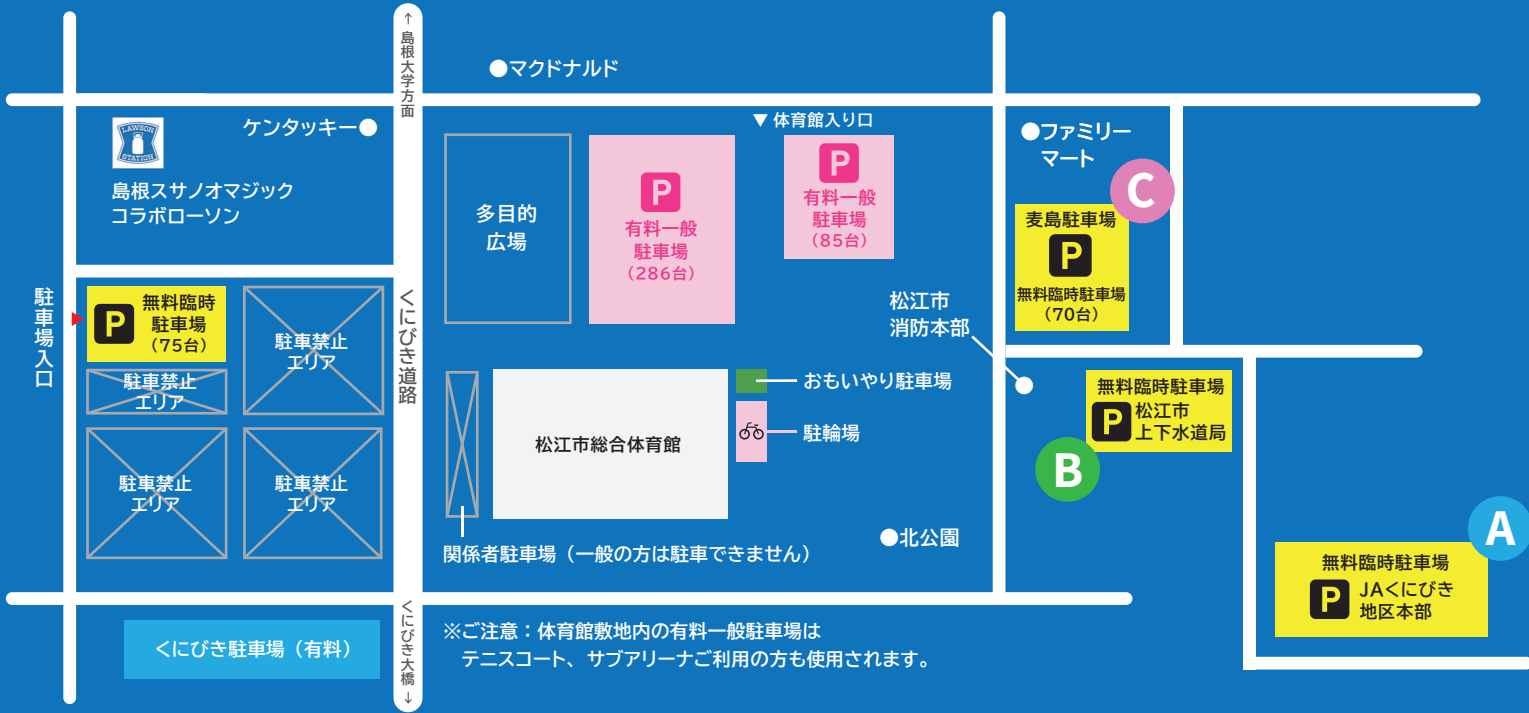 ↑島根大学方面
●マクドナルド
LAWSON
STATION
ケンタッキー●
島根スサノオマジック
コラボローソン
▼ 体育館入り口
●ファミリー
マート
C
多目的
広場
P
有料一般
駐車場
（286台）
P
有料一般
駐車場
（85台）
麦島駐車場
P
無料臨時駐車場
（70台）
駐車場入口
P
無料臨時
駐車場
（75台）
駐車禁止
エリア
駐車禁止
エリア
駐車禁止
エリア
駐車禁止
エリア
くにびき道路
松江市
消防本部
おもいやり駐車場
駐輪場
松江市総合体育館
無料臨時駐車場
P
松江市
上下水道局
B
A
関係者駐車場（一般の方は駐車できません）
●北公園
無料臨時駐車場
P
JAくにびき
地区本部
くにびき駐車場（有料）
くにびき大橋↓
※ご注意：体育館敷地内の有料一般駐車場は
テニスコート、サブアリーナご利用の方も使用されます。